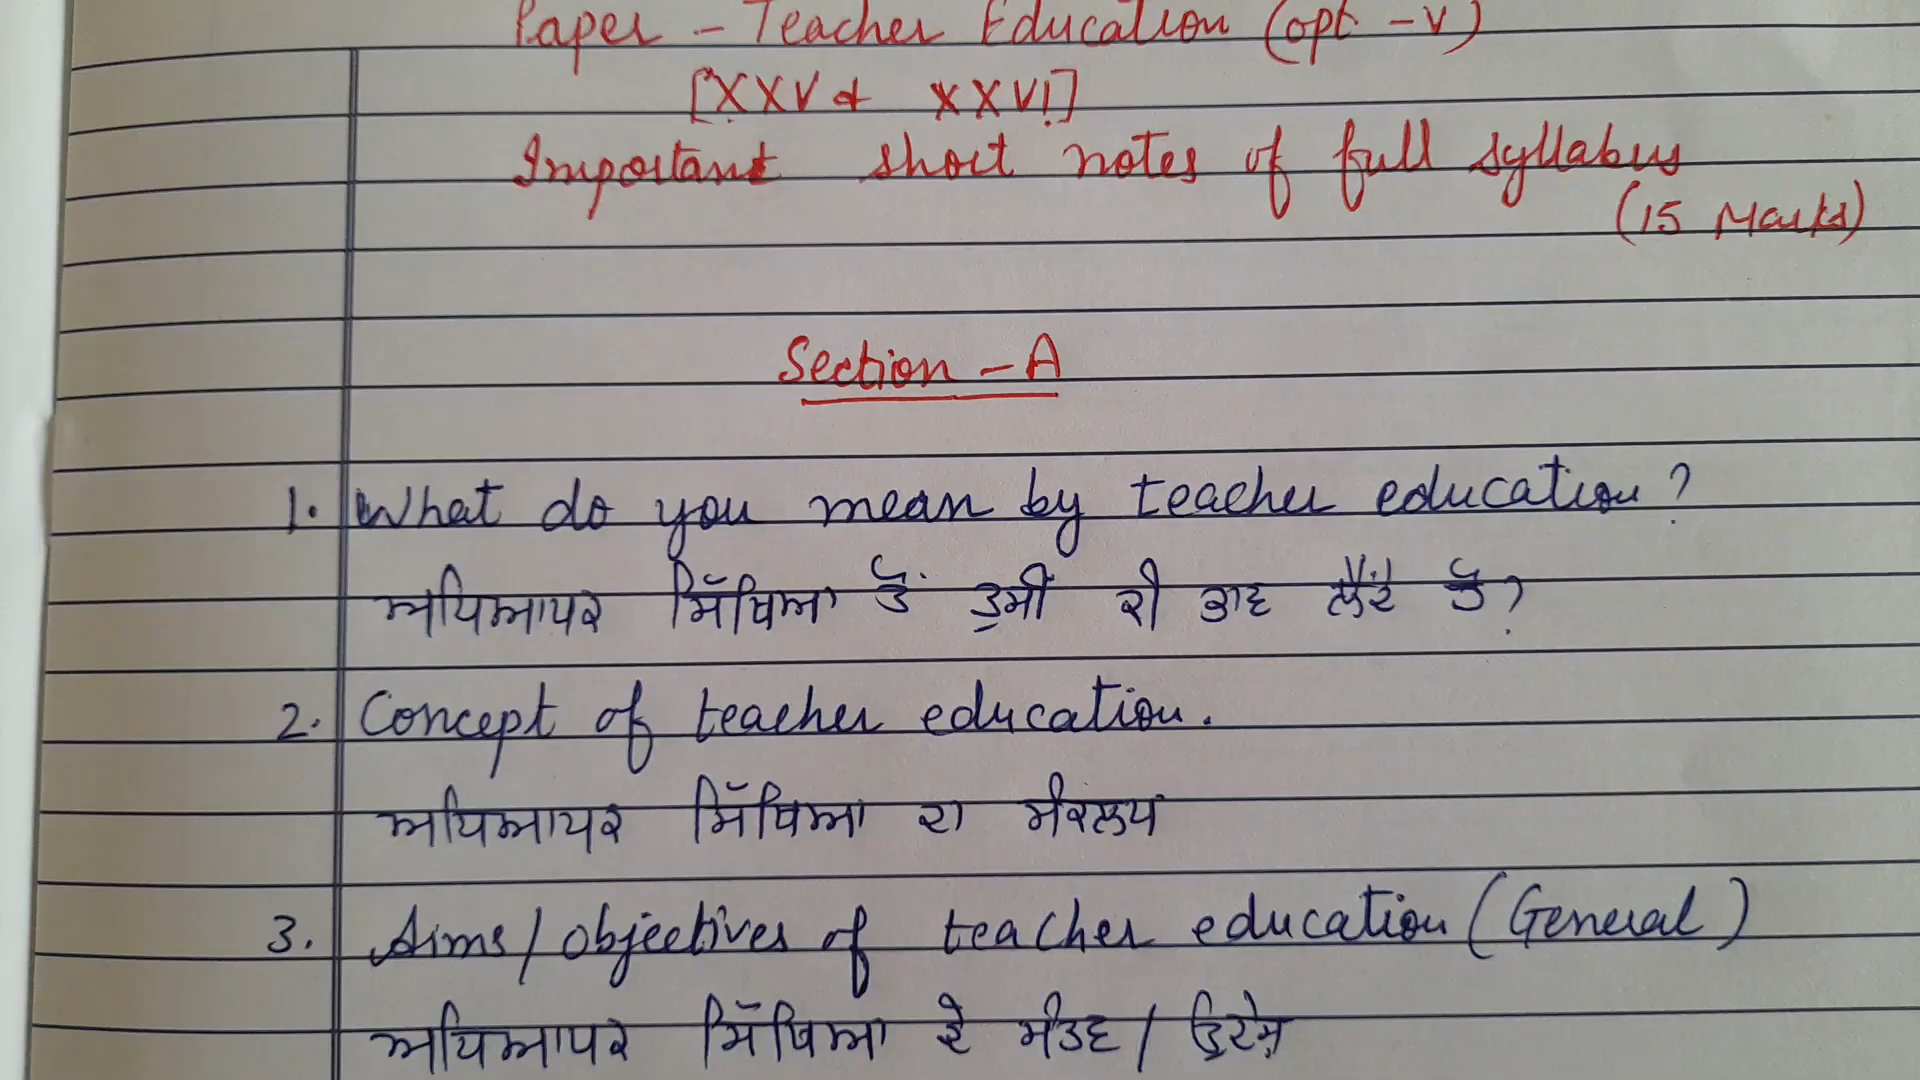 Paper - Teacher Education (opt - V)
[XXV & XXVI]
Important short notes of full syllabus
(15 Marks)
Section - A
1. What do you mean by teacher education?
ਅਧਿਆਪਕ ਸਿੱਖਿਆ ਤੋਂ ਤੁਸੀਂ ਕੀ ਭਾਵ ਲੈਂਦੇ ਹੋ?
2. Concept of teacher education.
ਅਧਿਆਪਕ ਸਿੱਖਿਆ ਦਾ ਸੰਕਲਪ
3. Aims / objectives of teacher education (General)
ਅਧਿਆਪਕ ਸਿੱਖਿਆ ਦੇ ਮੰਤਵ / ਉਦੇਸ਼